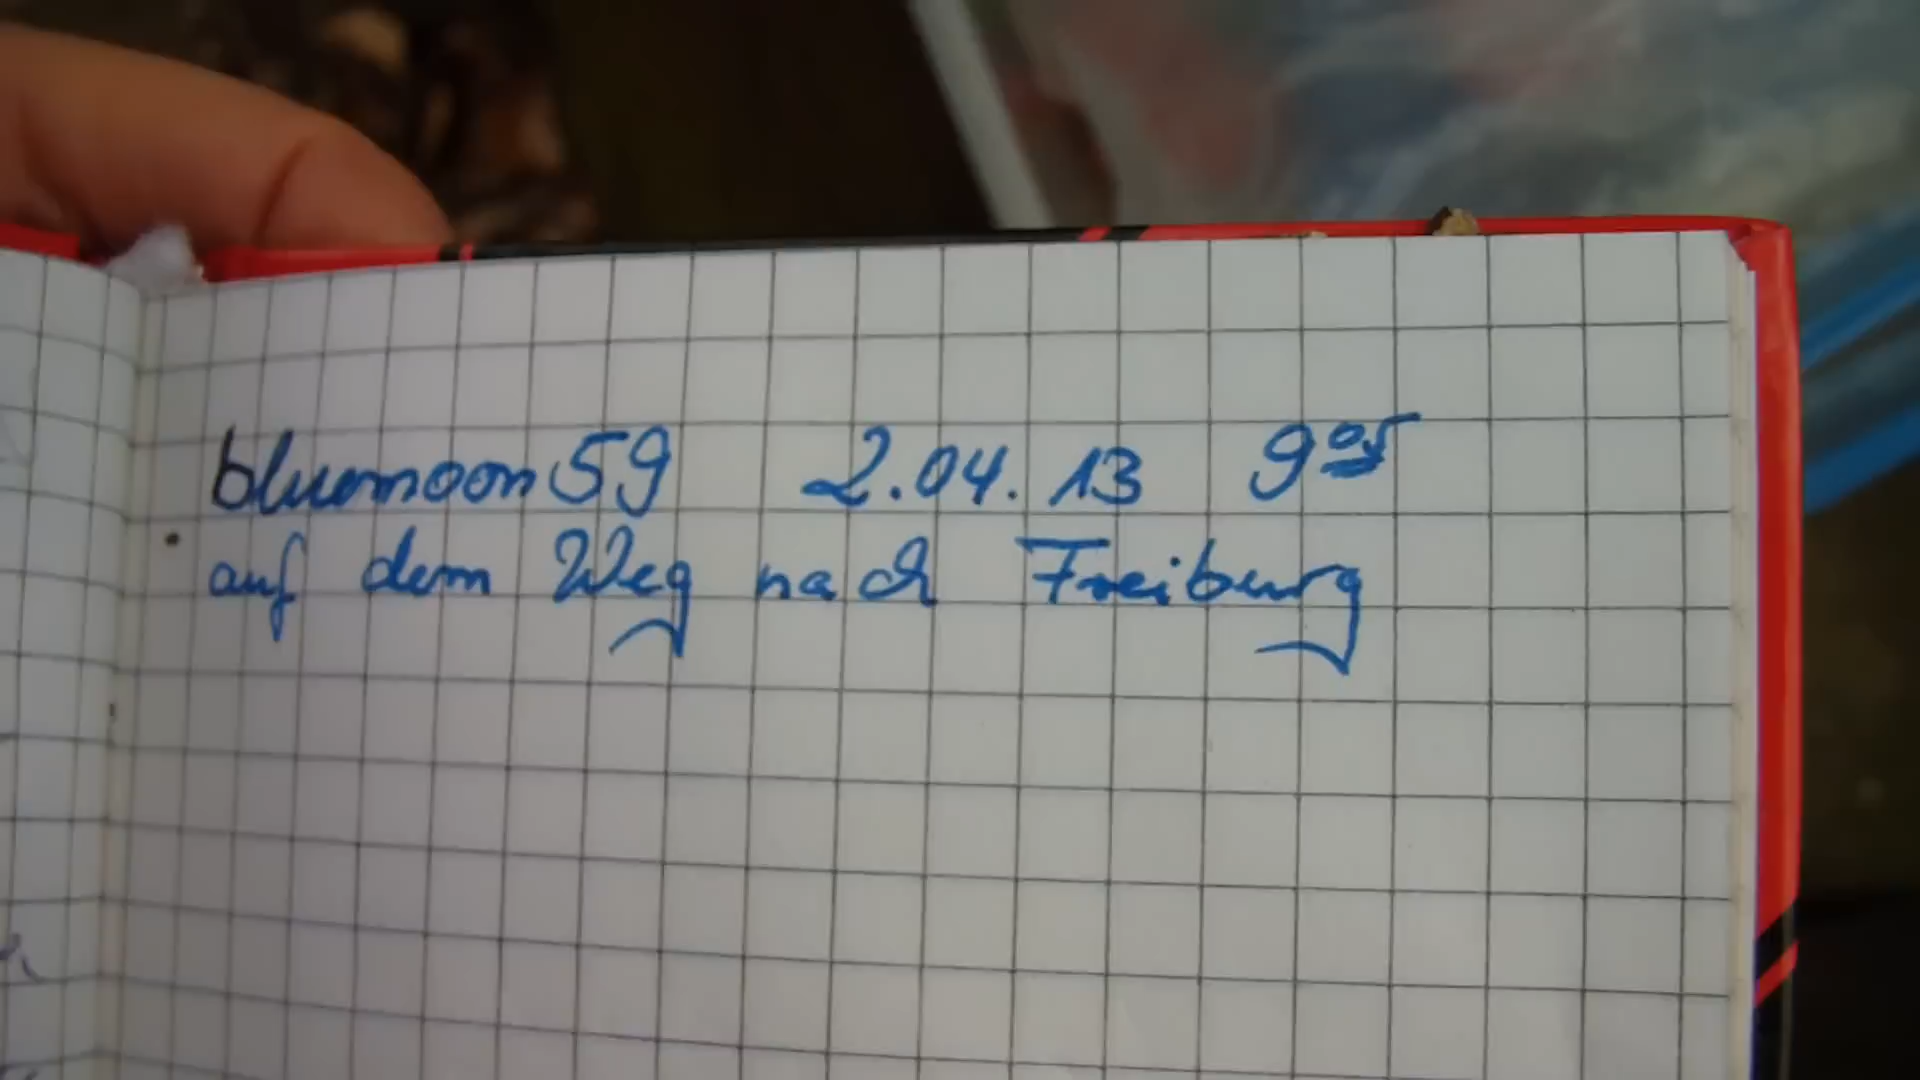 bluemoon59 2.04.13 9⁰⁵
auf dem Weg nach Freiburg